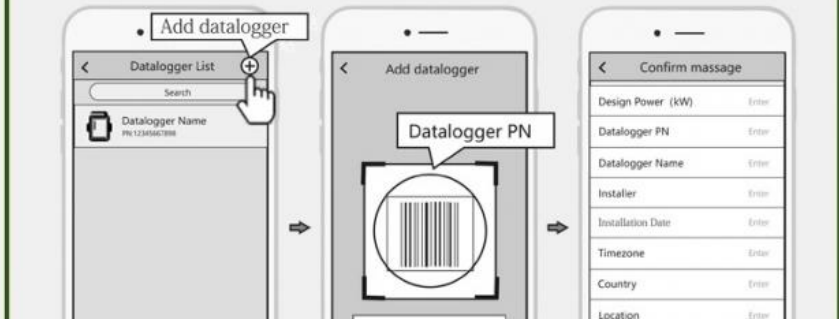 Add datalogger
Datalogger List
Search
Datalogger Name
PN:12345667898
Add datalogger
Datalogger PN
Confirm massage
Design Power (kW) Enter
Datalogger PN Enter
Datalogger Name Enter
Installer Enter
Installation Date Enter
Timezone Enter
Country Enter
Location Enter